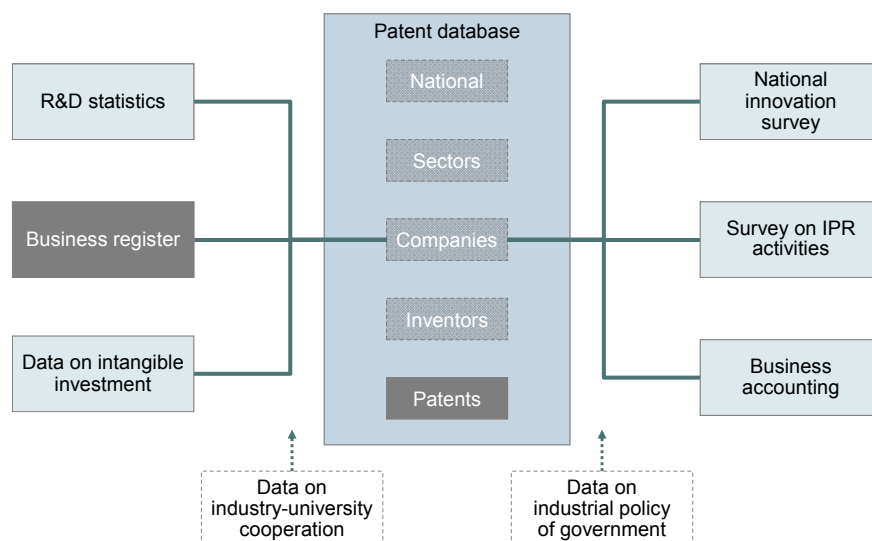 Patent database
R&D statistics
Business register
Data on intangible
investment
National
Sectors
Companies
Inventors
Patents
National
innovation
survey
Survey on IPR
activities
Business
accounting
Data on
industry-university
cooperation
Data on
industrial policy
of government